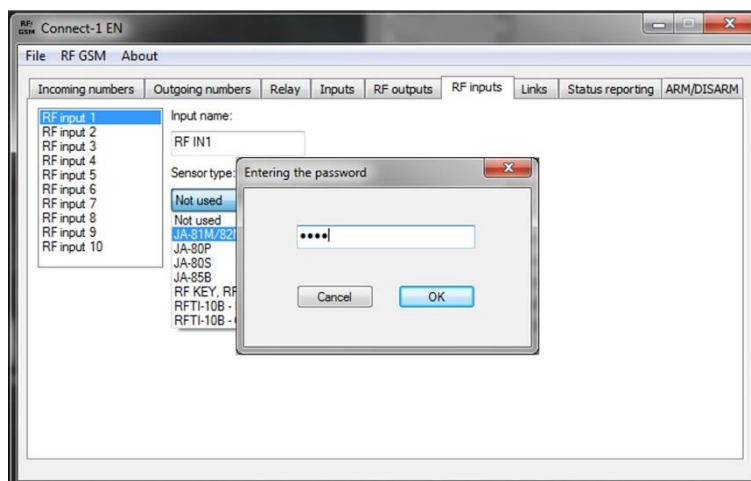 RF/
GSM Connect-1 EN
File RF GSM About
Incoming numbers Outgoing numbers Relay Inputs RF outputs RF inputs Links Status reporting ARM/DISARM
RF input 1
RF input 2
RF input 3
RF input 4
RF input 5
RF input 6
RF input 7
RF input 8
RF input 9
RF input 10
Input name:
RF IN1
Sensor type:
Not used
Not used
JA-81M/82
JA-80P
JA-80S
JA-85B
RF KEY, RF
RFTI-10B -
RFTI-10B -
Entering the password
••••
Cancel OK